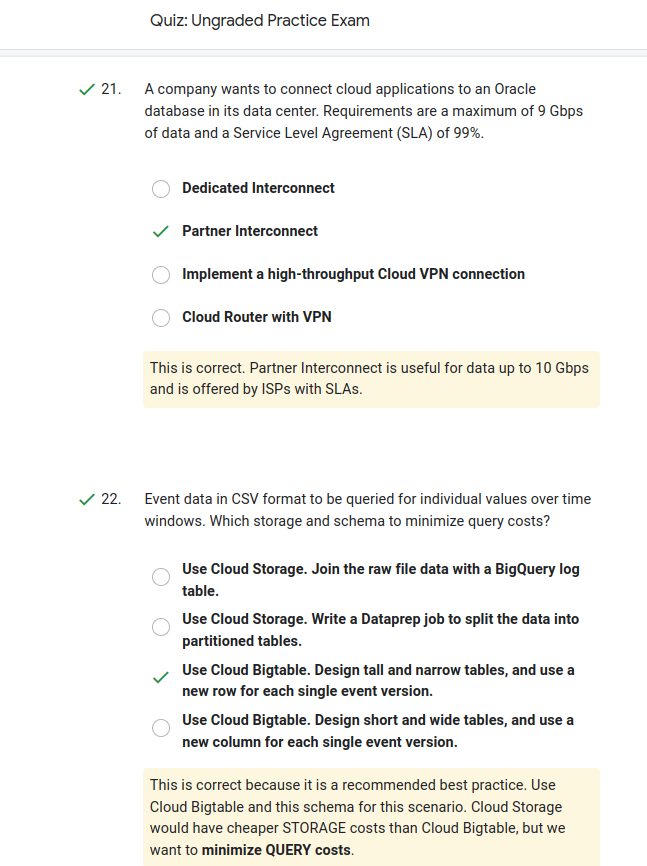 Quiz: Ungraded Practice Exam
21. A company wants to connect cloud applications to an Oracle
database in its data center. Requirements are a maximum of 9 Gbps
of data and a Service Level Agreement (SLA) of 99%.
Dedicated Interconnect
Partner Interconnect
Implement a high-throughput Cloud VPN connection
Cloud Router with VPN
This is correct. Partner Interconnect is useful for data up to 10 Gbps
and is offered by ISPs with SLAs.
22. Event data in CSV format to be queried for individual values over time
windows. Which storage and schema to minimize query costs?
Use Cloud Storage. Join the raw file data with a BigQuery log
table.
Use Cloud Storage. Write a Dataprep job to split the data into
partitioned tables.
Use Cloud Bigtable. Design tall and narrow tables, and use a
new row for each single event version.
Use Cloud Bigtable. Design short and wide tables, and use a
new column for each single event version.
This is correct because it is a recommended best practice. Use
Cloud Bigtable and this schema for this scenario. Cloud Storage
would have cheaper STORAGE costs than Cloud Bigtable, but we
want to minimize QUERY costs.